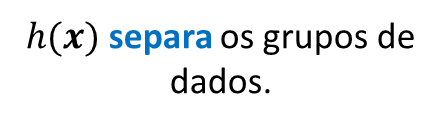 h(x) separa os grupos de
dados.